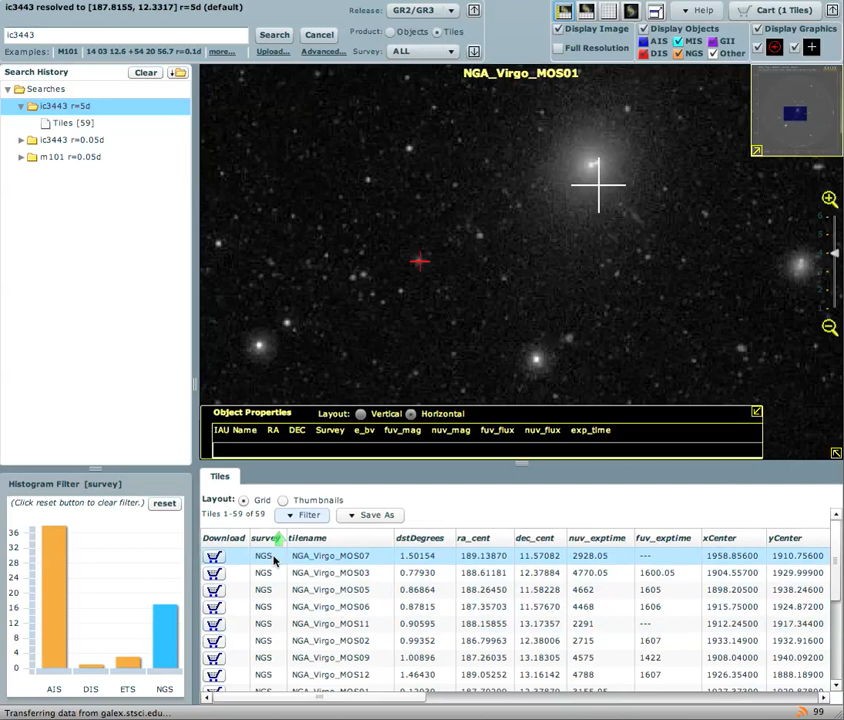 ic3443 resolved to [187.8155, 12.3317] r=5d (default)
ic3443
Search
Cancel
Examples: M101 14 03 12.6 +54 20 56.7 r=0.1d more...
Upload... Advanced...
Release: GR2/GR3
Product: Objects Tiles
Survey: ALL
Help
Cart (1 Tiles)
Display Image
Full Resolution
Display Objects
AIS MIS GII
DIS NGS Other
Display Graphics
Search History
Clear
Searches
ic3443 r=5d
Tiles [59]
ic3443 r=0.05d
m101 r=0.05d
NGA_Virgo_MOS01
6
5
4
3
2
1
Object Properties Layout: Vertical Horizontal
IAU Name RA DEC Survey e_bv fuv_mag nuv_mag fuv_flux nuv_flux exp_time
Histogram Filter [survey]
(Click reset button to clear filter.) reset
36
32
28
24
20
16
12
8
4
0
AIS DIS ETS NGS
Tiles
Layout: Grid Thumbnails
Tiles 1-59 of 59 Filter Save As
Download survey tilename dstDegrees ra_cent dec_cent nuv_exptime fuv_exptime xCenter yCenter
NGS NGA_Virgo_MOS07 1.50154 189.13870 11.57082 2928.05 --- 1958.85600 1910.75600
NGS NGA_Virgo_MOS03 0.77930 188.61181 12.37884 4770.05 1600.05 1904.55700 1929.99900
NGS NGA_Virgo_MOS05 0.86864 188.26450 11.58228 4662 1605 1898.20500 1938.24600
NGS NGA_Virgo_MOS06 0.87815 187.35703 11.57670 4468 1606 1915.75000 1924.87200
NGS NGA_Virgo_MOS11 0.90595 188.15855 13.17357 2291 --- 1912.24500 1917.34400
NGS NGA_Virgo_MOS02 0.99352 186.79963 12.38006 2715 1607 1933.14900 1932.91600
NGS NGA_Virgo_MOS09 1.00896 187.26035 13.18305 4575 1422 1908.04000 1940.09200
NGS NGA_Virgo_MOS12 1.46430 189.05252 13.16142 4788 1607 1926.35400 1888.18900
Transferring data from galex.stsci.edu...
99